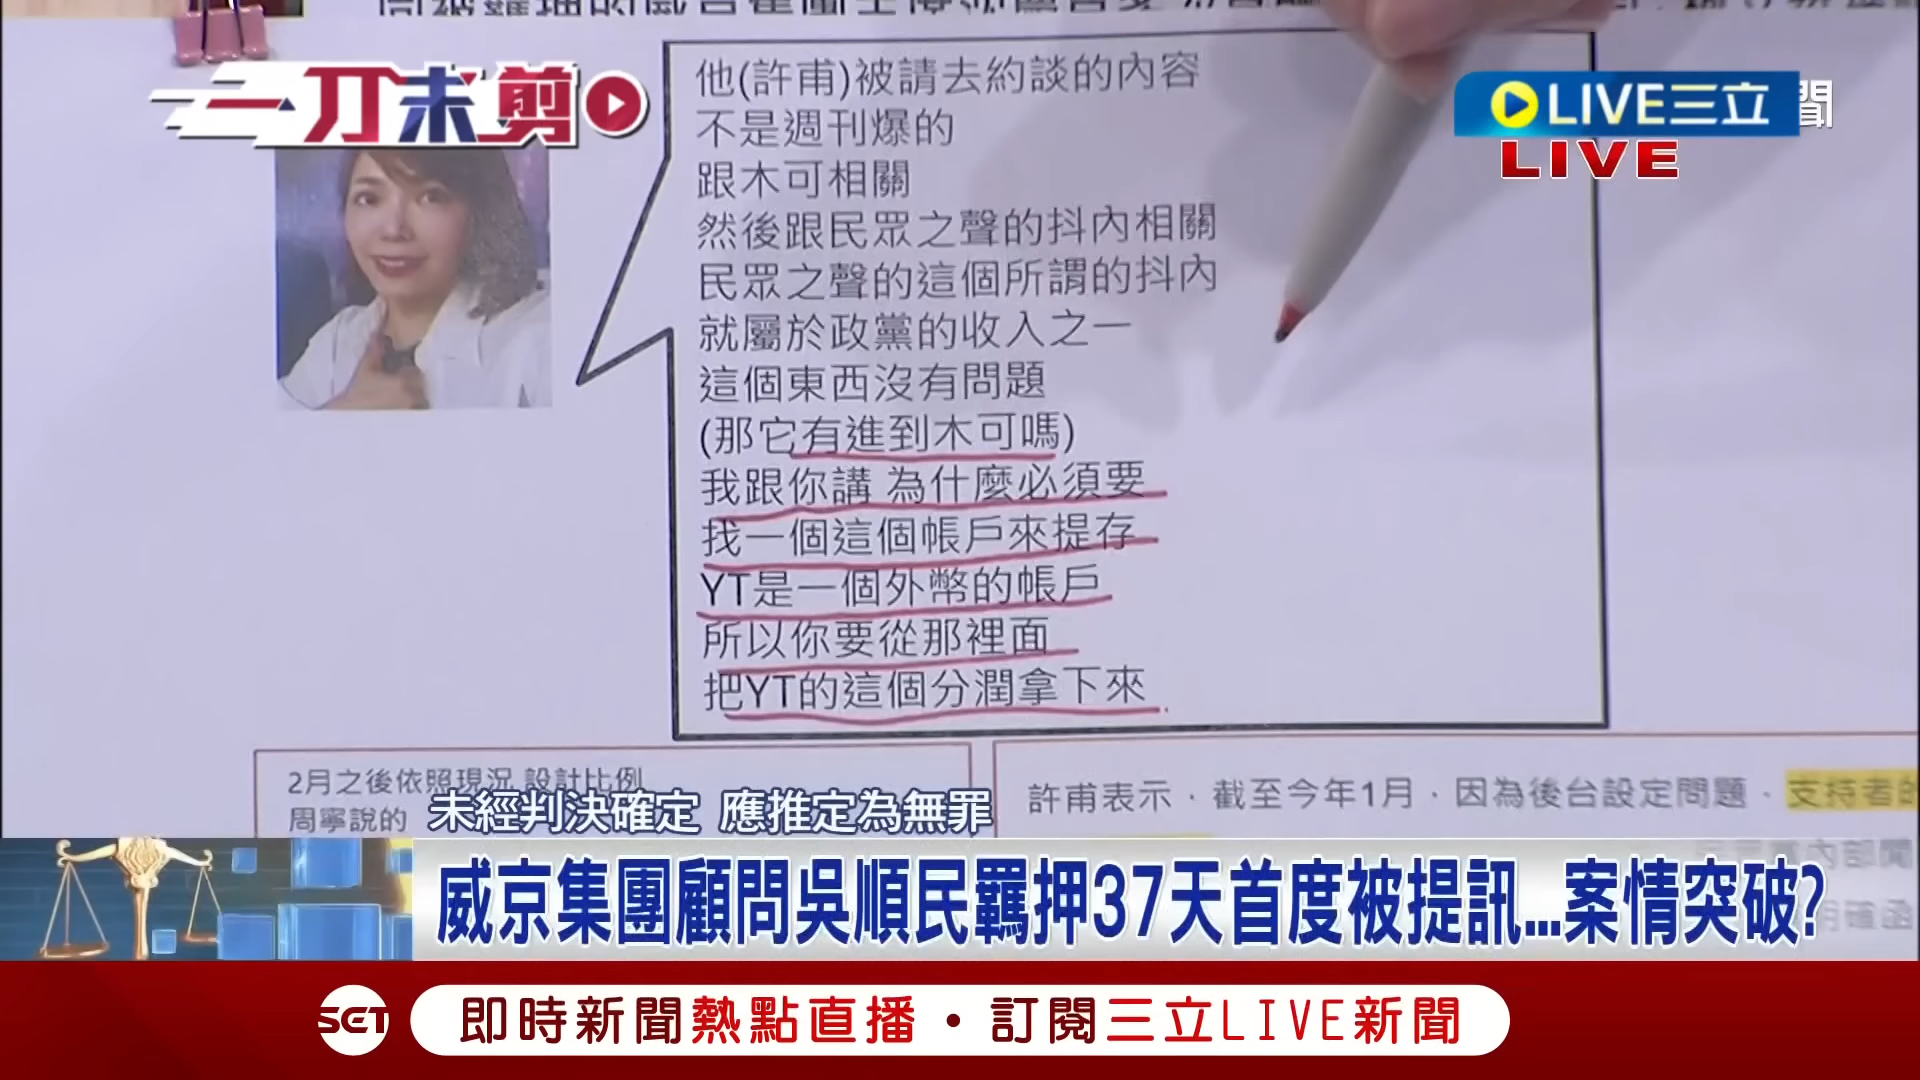 一刀未剪
LIVE三立
聞
LIVE
他(許甫)被請去約談的內容
不是週刊爆的
跟木可相關
然後跟民眾之聲的抖內相關
民眾之聲的這個所謂的抖內
就屬於政黨的收入之一
這個東西沒有問題
(那它有進到木可嗎)
我跟你講 為什麼必須要
找一個這個帳戶來提存
YT是一個外幣的帳戶
所以你要從那裡面
把YT的這個分潤拿下來
2月之後依照現況 設計比例
周寧說的
許甫表示，截至今年1月，因為後台設定問題，支持者的
未經判決確定 應推定為無罪
威京集團顧問吳順民羈押37天首度被提訊...案情突破?
SET
即時新聞熱點直播・訂閱三立LIVE新聞